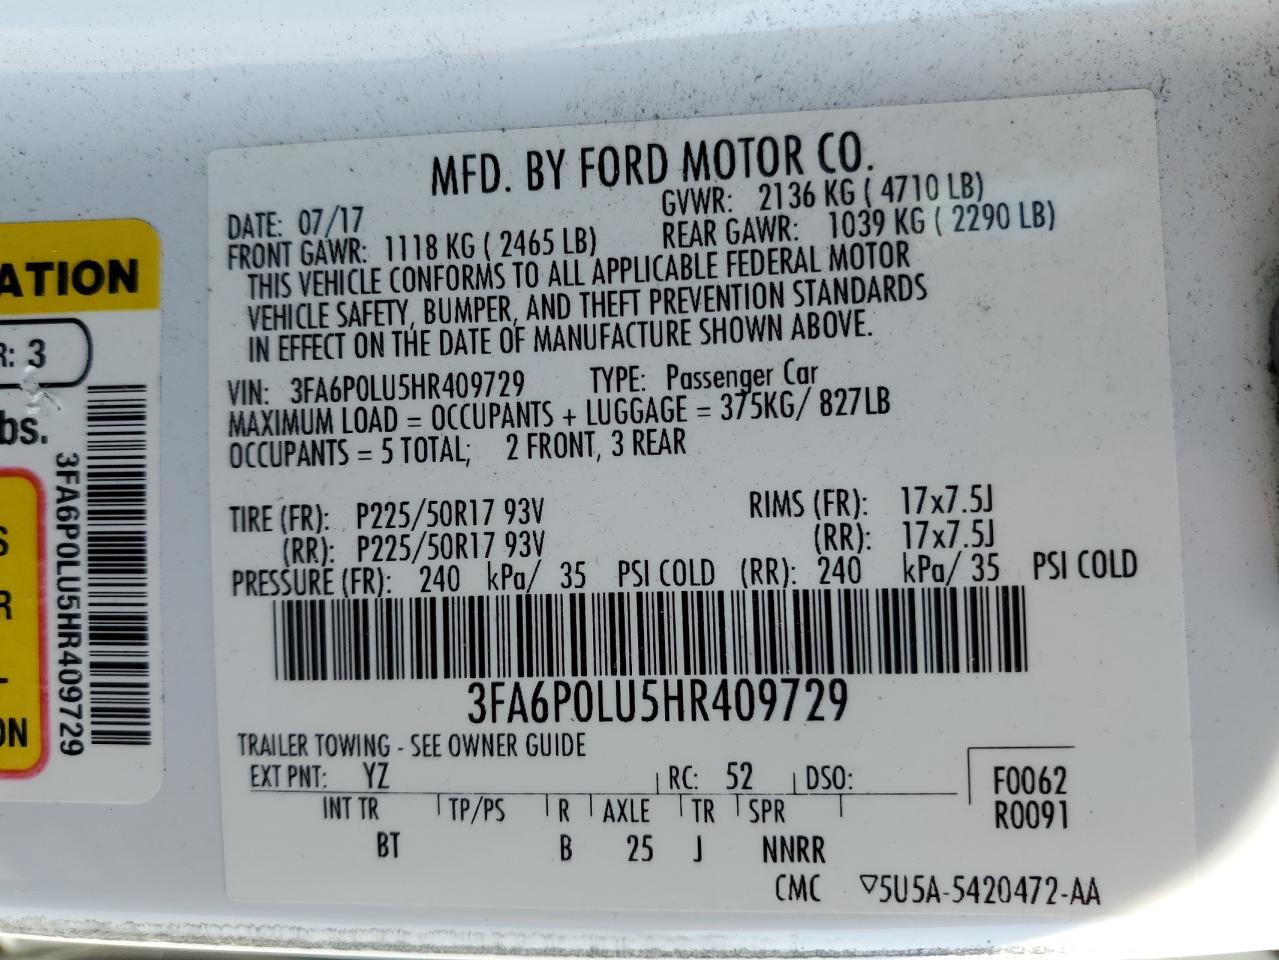 MFD. BY FORD MOTOR CO.
DATE: 07/17 GVWR: 2136 KG ( 4710 LB)
FRONT GAWR: 1118 KG ( 2465 LB) REAR GAWR: 1039 KG ( 2290 LB)
THIS VEHICLE CONFORMS TO ALL APPLICABLE FEDERAL MOTOR
VEHICLE SAFETY, BUMPER, AND THEFT PREVENTION STANDARDS
IN EFFECT ON THE DATE OF MANUFACTURE SHOWN ABOVE.
VIN: 3FA6P0LU5HR409729 TYPE: Passenger Car
MAXIMUM LOAD = OCCUPANTS + LUGGAGE = 375KG/ 827LB
OCCUPANTS = 5 TOTAL; 2 FRONT, 3 REAR
TIRE (FR): P225/50R17 93V RIMS (FR): 17x7.5J
(RR): P225/50R17 93V (RR): 17x7.5J
PRESSURE (FR): 240 kPa/ 35 PSI COLD (RR): 240 kPa/ 35 PSI COLD
3FA6P0LU5HR409729
TRAILER TOWING - SEE OWNER GUIDE
EXT PNT: YZ RC: 52 DSO: F0062
INT TR TP/PS R AXLE TR SPR R0091
BT B 25 J NNRR
CMC ▽5U5A-5420472-AA
ATION
R: 3
bs.
3FA6P0LU5HR409729
S
R
L
ON